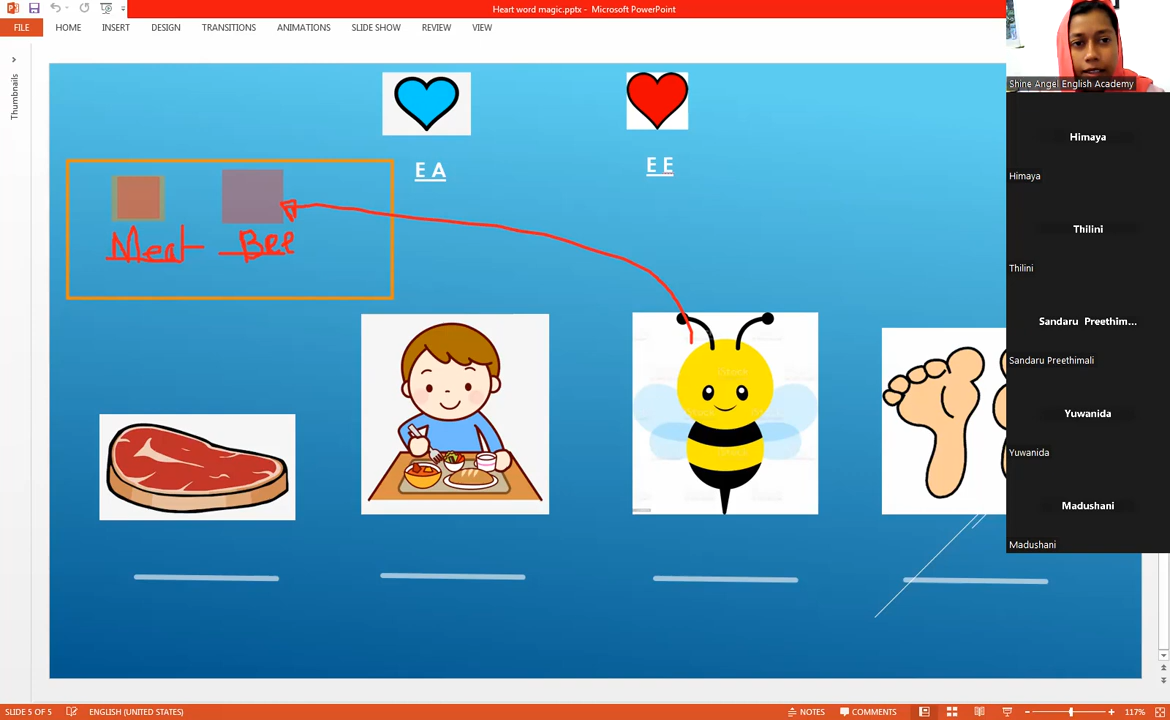 Heart word magic.pptx - Microsoft PowerPoint
FILE HOME INSERT DESIGN TRANSITIONS ANIMATIONS SLIDE SHOW REVIEW VIEW
Thumbnails
Shine Angel English Academy
Himaya
Himaya
Thilini
Thilini
Sandaru Preethim...
Sandaru Preethimali
Yuwanida
Yuwanida
Madushani
Madushani
E A
E E
Meat Bee
SLIDE 5 OF 5 ENGLISH (UNITED STATES) NOTES COMMENTS 117%